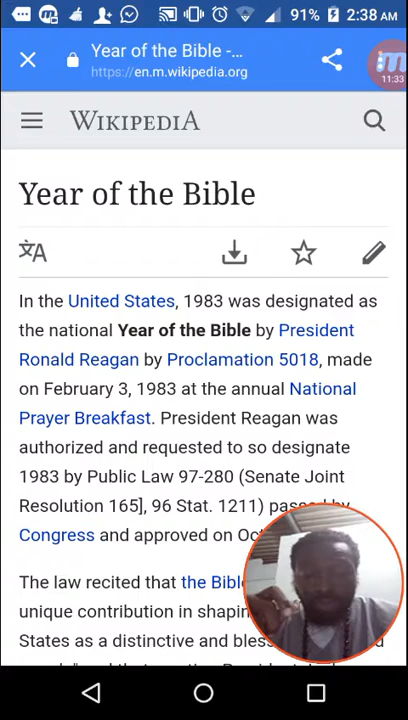 91% 2:38 AM
Year of the Bible -...
https://en.m.wikipedia.org
11:33
WIKIPEDIA
Year of the Bible
In the United States, 1983 was designated as
the national Year of the Bible by President
Ronald Reagan by Proclamation 5018, made
on February 3, 1983 at the annual National
Prayer Breakfast. President Reagan was
authorized and requested to so designate
1983 by Public Law 97-280 (Senate Joint
Resolution 165], 96 Stat. 1211) passed by
Congress and approved on
The law recited that the
unique contribution in
States as a distinctive and